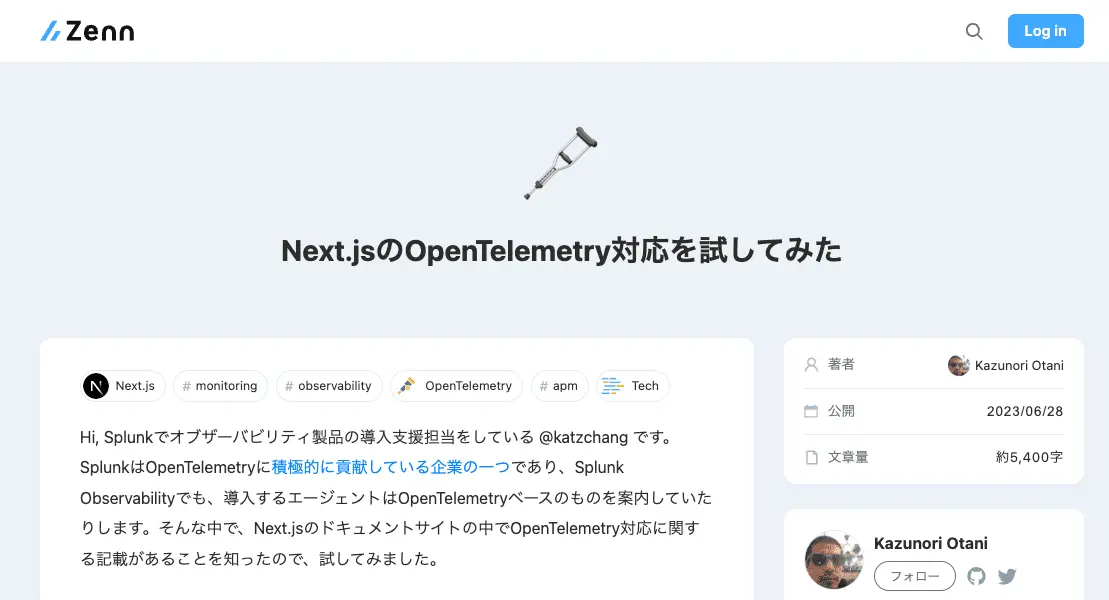 Zenn
Log in
Next.jsのOpenTelemetry対応を試してみた
Next.js # monitoring # observability OpenTelemetry # apm Tech
Hi, Splunkでオブザーバビリティ製品の導入支援担当をしている @katzchang です。
SplunkはOpenTelemetryに積極的に貢献している企業の一つであり、Splunk
Observabilityでも、導入するエージェントはOpenTelemetryベースのものを案内していた
りします。そんな中で、Next.jsのドキュメントサイトの中でOpenTelemetry対応に関す
る記載があることを知ったので、試してみました。
著者 Kazunori Otani
公開 2023/06/28
文章量 約5,400字
Kazunori Otani
フォロー